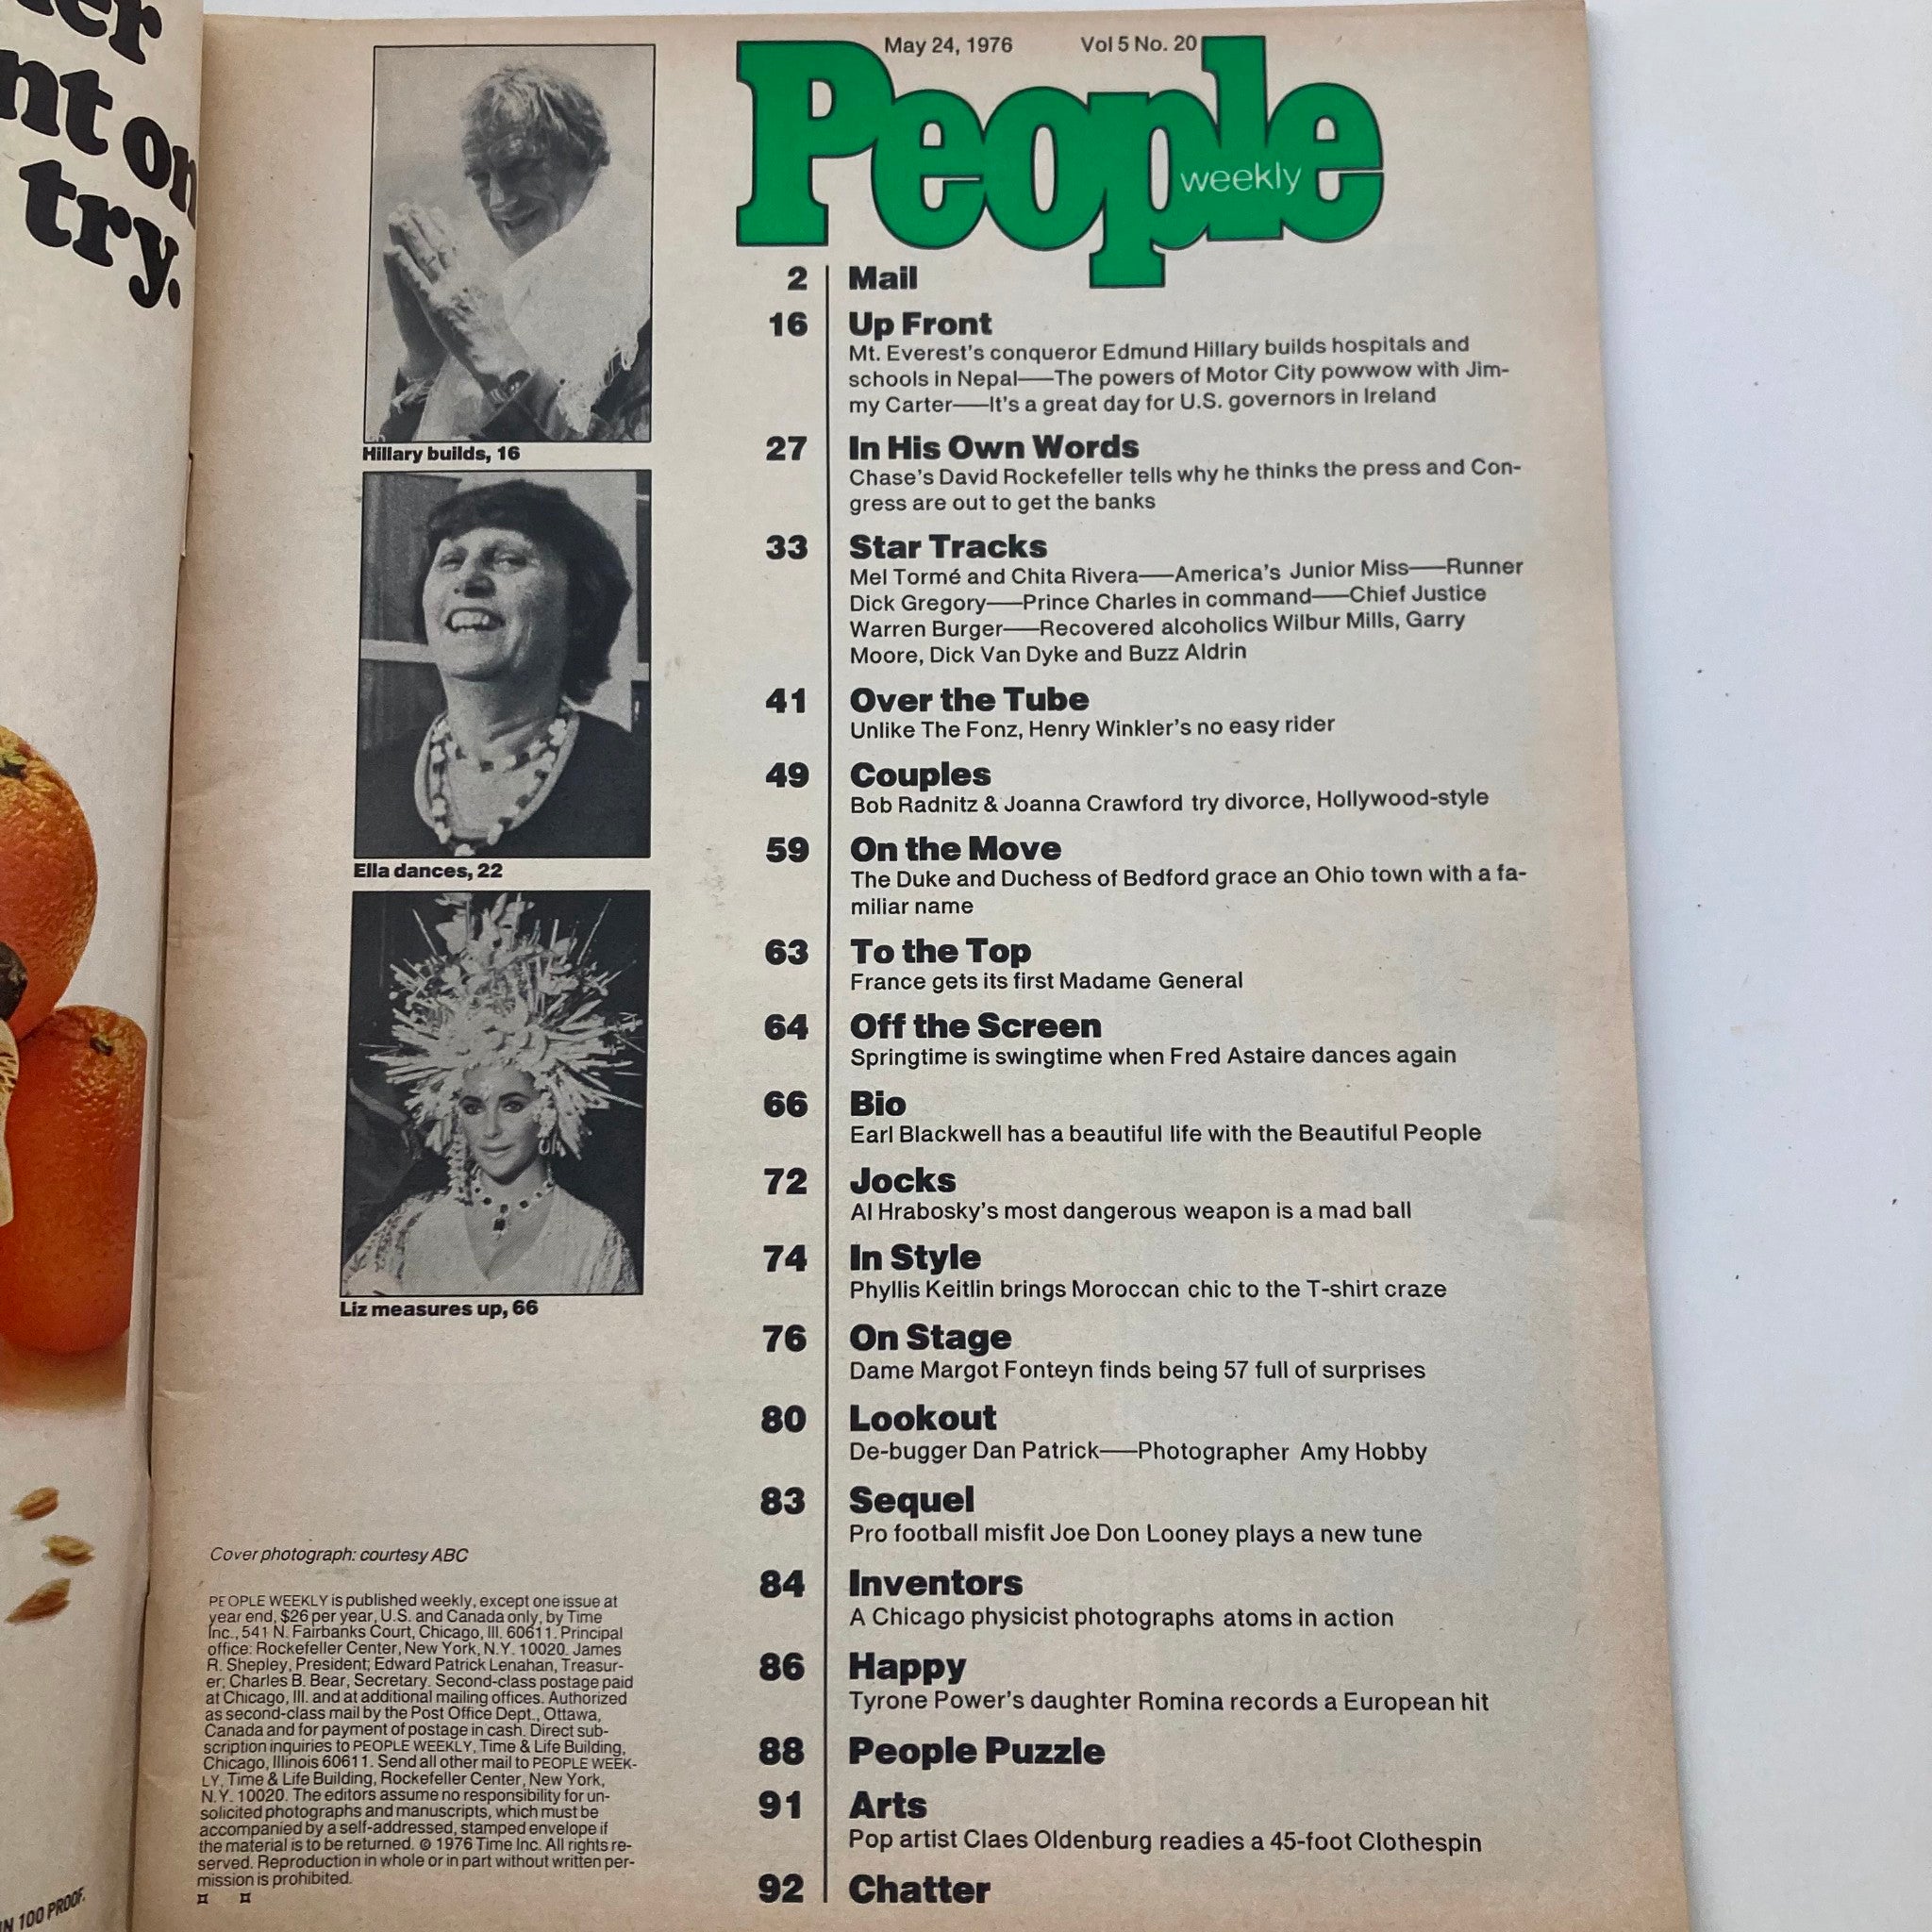 nt on
try.
IN 100 PROOF.
May 24, 1976 Vol 5 No. 20
People
weekly
Hillary builds, 16
Ella dances, 22
Liz measures up, 66
Cover photograph: courtesy ABC
PEOPLE WEEKLY is published weekly, except one issue at
year end, $26 per year, U.S. and Canada only, by Time
Inc., 541 N. Fairbanks Court, Chicago, Ill. 60611. Principal
office: Rockefeller Center, New York, N.Y. 10020. James
R. Shepley, President; Edward Patrick Lenahan, Treasur-
er; Charles B. Bear, Secretary. Second-class postage paid
at Chicago, Ill. and at additional mailing offices. Authorized
as second-class mail by the Post Office Dept., Ottawa,
Canada and for payment of postage in cash. Direct sub-
scription inquiries to PEOPLE WEEKLY, Time & Life Building,
Chicago, Illinois 60611. Send all other mail to PEOPLE WEEK-
LY, Time & Life Building, Rockefeller Center, New York,
N.Y. 10020. The editors assume no responsibility for un-
solicited photographs and manuscripts, which must be
accompanied by a self-addressed, stamped envelope if
the material is to be returned. © 1976 Time Inc. All rights re-
served. Reproduction in whole or in part without written per-
mission is prohibited.
2 Mail
16 Up Front
Mt. Everest's conqueror Edmund Hillary builds hospitals and
schools in Nepal—The powers of Motor City powwow with Jim-
my Carter—It's a great day for U.S. governors in Ireland
27 In His Own Words
Chase's David Rockefeller tells why he thinks the press and Con-
gress are out to get the banks
33 Star Tracks
Mel Tormé and Chita Rivera—America's Junior Miss—Runner
Dick Gregory—Prince Charles in command—Chief Justice
Warren Burger—Recovered alcoholics Wilbur Mills, Garry
Moore, Dick Van Dyke and Buzz Aldrin
41 Over the Tube
Unlike The Fonz, Henry Winkler's no easy rider
49 Couples
Bob Radnitz & Joanna Crawford try divorce, Hollywood-style
59 On the Move
The Duke and Duchess of Bedford grace an Ohio town with a fa-
miliar name
63 To the Top
France gets its first Madame General
64 Off the Screen
Springtime is swingtime when Fred Astaire dances again
66 Bio
Earl Blackwell has a beautiful life with the Beautiful People
72 Jocks
Al Hrabosky's most dangerous weapon is a mad ball
74 In Style
Phyllis Keitlin brings Moroccan chic to the T-shirt craze
76 On Stage
Dame Margot Fonteyn finds being 57 full of surprises
80 Lookout
De-bugger Dan Patrick—Photographer Amy Hobby
83 Sequel
Pro football misfit Joe Don Looney plays a new tune
84 Inventors
A Chicago physicist photographs atoms in action
86 Happy
Tyrone Power's daughter Romina records a European hit
88 People Puzzle
91 Arts
Pop artist Claes Oldenburg readies a 45-foot Clothespin
92 Chatter